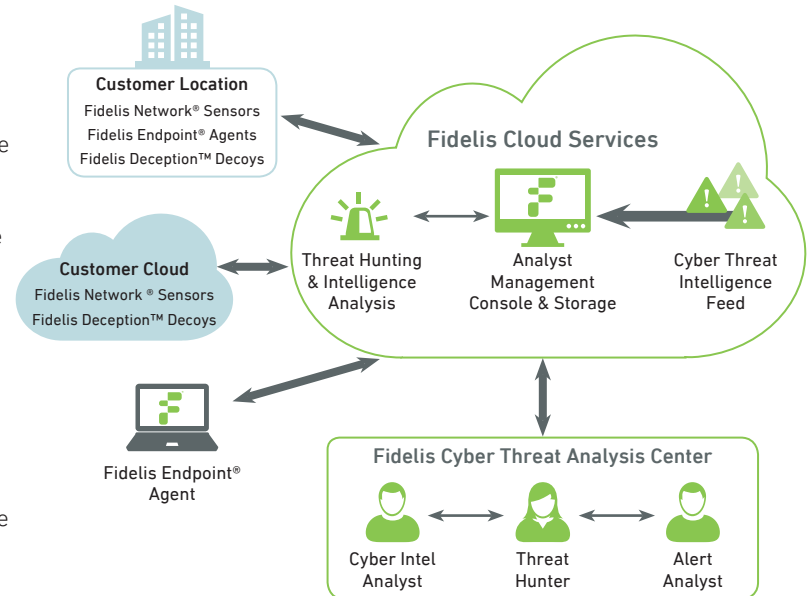 Customer Location
Fidelis Network® Sensors
Fidelis Endpoint® Agents
Fidelis Deception™ Decoys
Fidelis Cloud Services
Threat Hunting
& Intelligence
Analysis
Analyst
Management
Console & Storage
Cyber Threat
Intelligence
Feed
Customer Cloud
Fidelis Network ® Sensors
Fidelis Deception™ Decoys
Fidelis Endpoint®
Agent
Fidelis Cyber Threat Analysis Center
Cyber Intel
Analyst
Threat
Hunter
Alert
Analyst